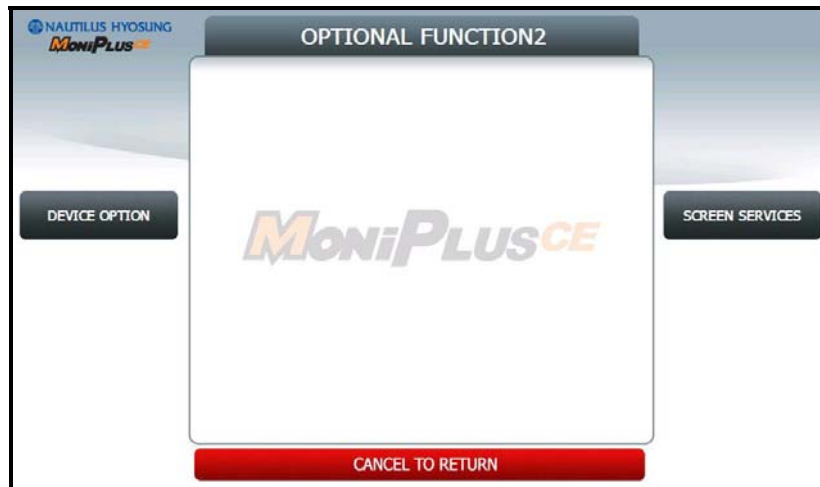 NAUTILUS HYOSUNG
MoniPlusCE
OPTIONAL FUNCTION2
DEVICE OPTION
MoniPlusCE
SCREEN SERVICES
CANCEL TO RETURN